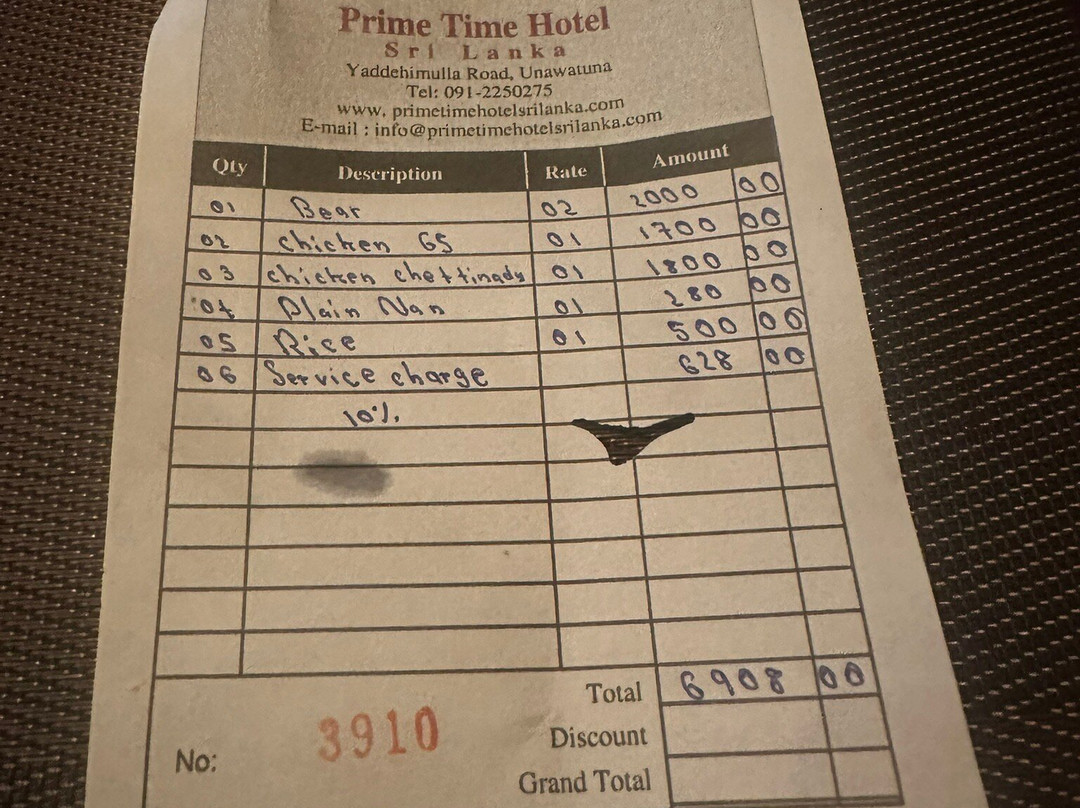 Prime Time Hotel
Sri Lanka
Yaddehimulla Road, Unawatuna
Tel: 091-2250275
www. primetimehotelsrilanka.com
E-mail : info@primetimehotelsrilanka.com
Qty Description Rate Amount
01 Bear 02 2000 00
02 chicken 65 01 1700 00
03 chicken chettinady 01 1800 00
04 Plain Nan 01 280 00
05 Rice 01 500 00
06 Service charge 628 00
10%.
Total 6908 00
Discount
No: 3910
Grand Total